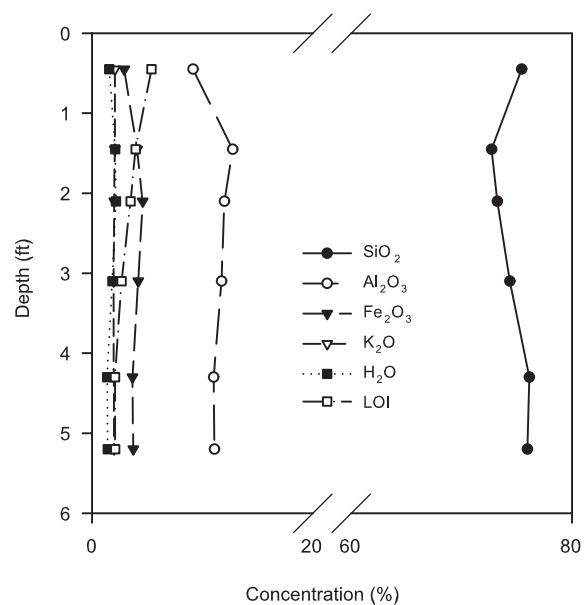 0
1
2
3
4
5
6
Depth (ft)
SiO₂
Al₂O₃
Fe₂O₃
K₂O
H₂O
LOI
0 20 60 80
Concentration (%)